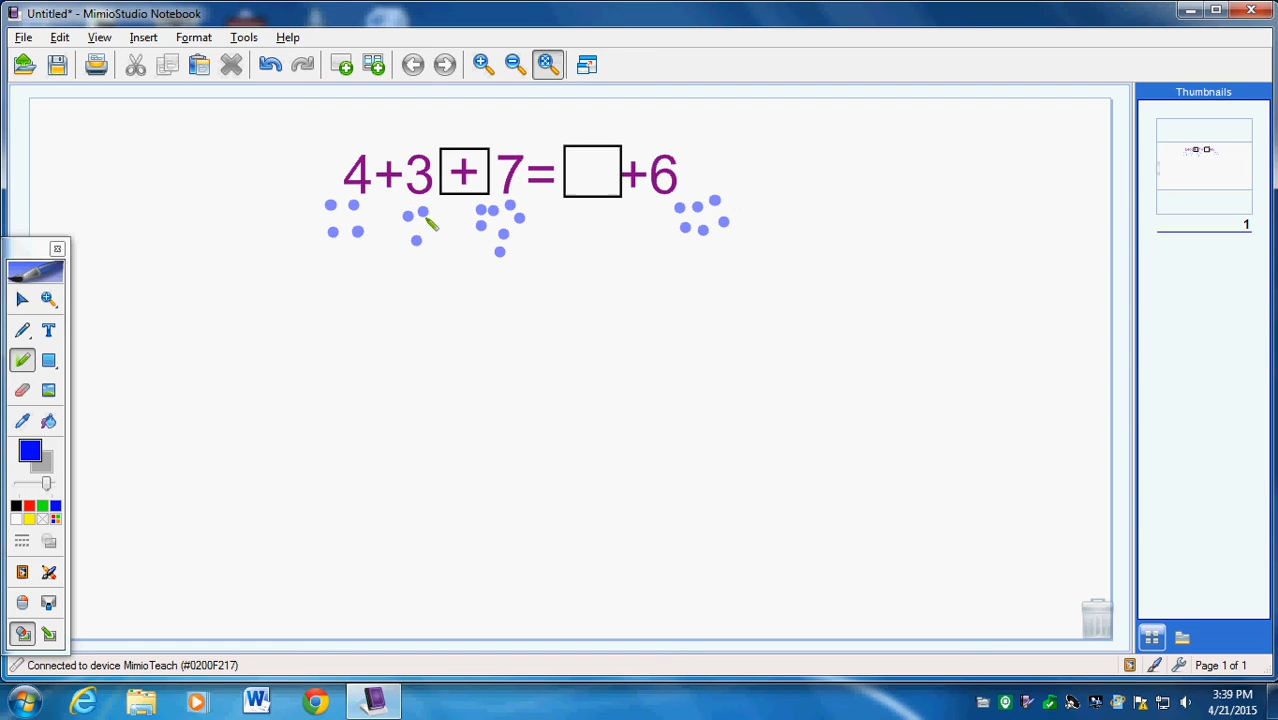 Untitled* - MimioStudio Notebook
File Edit View Insert Format Tools Help
Thumbnails
4+3 + 7= +6
1
Connected to device MimioTeach (#0200F217)
Page 1 of 1
3:39 PM
4/21/2015